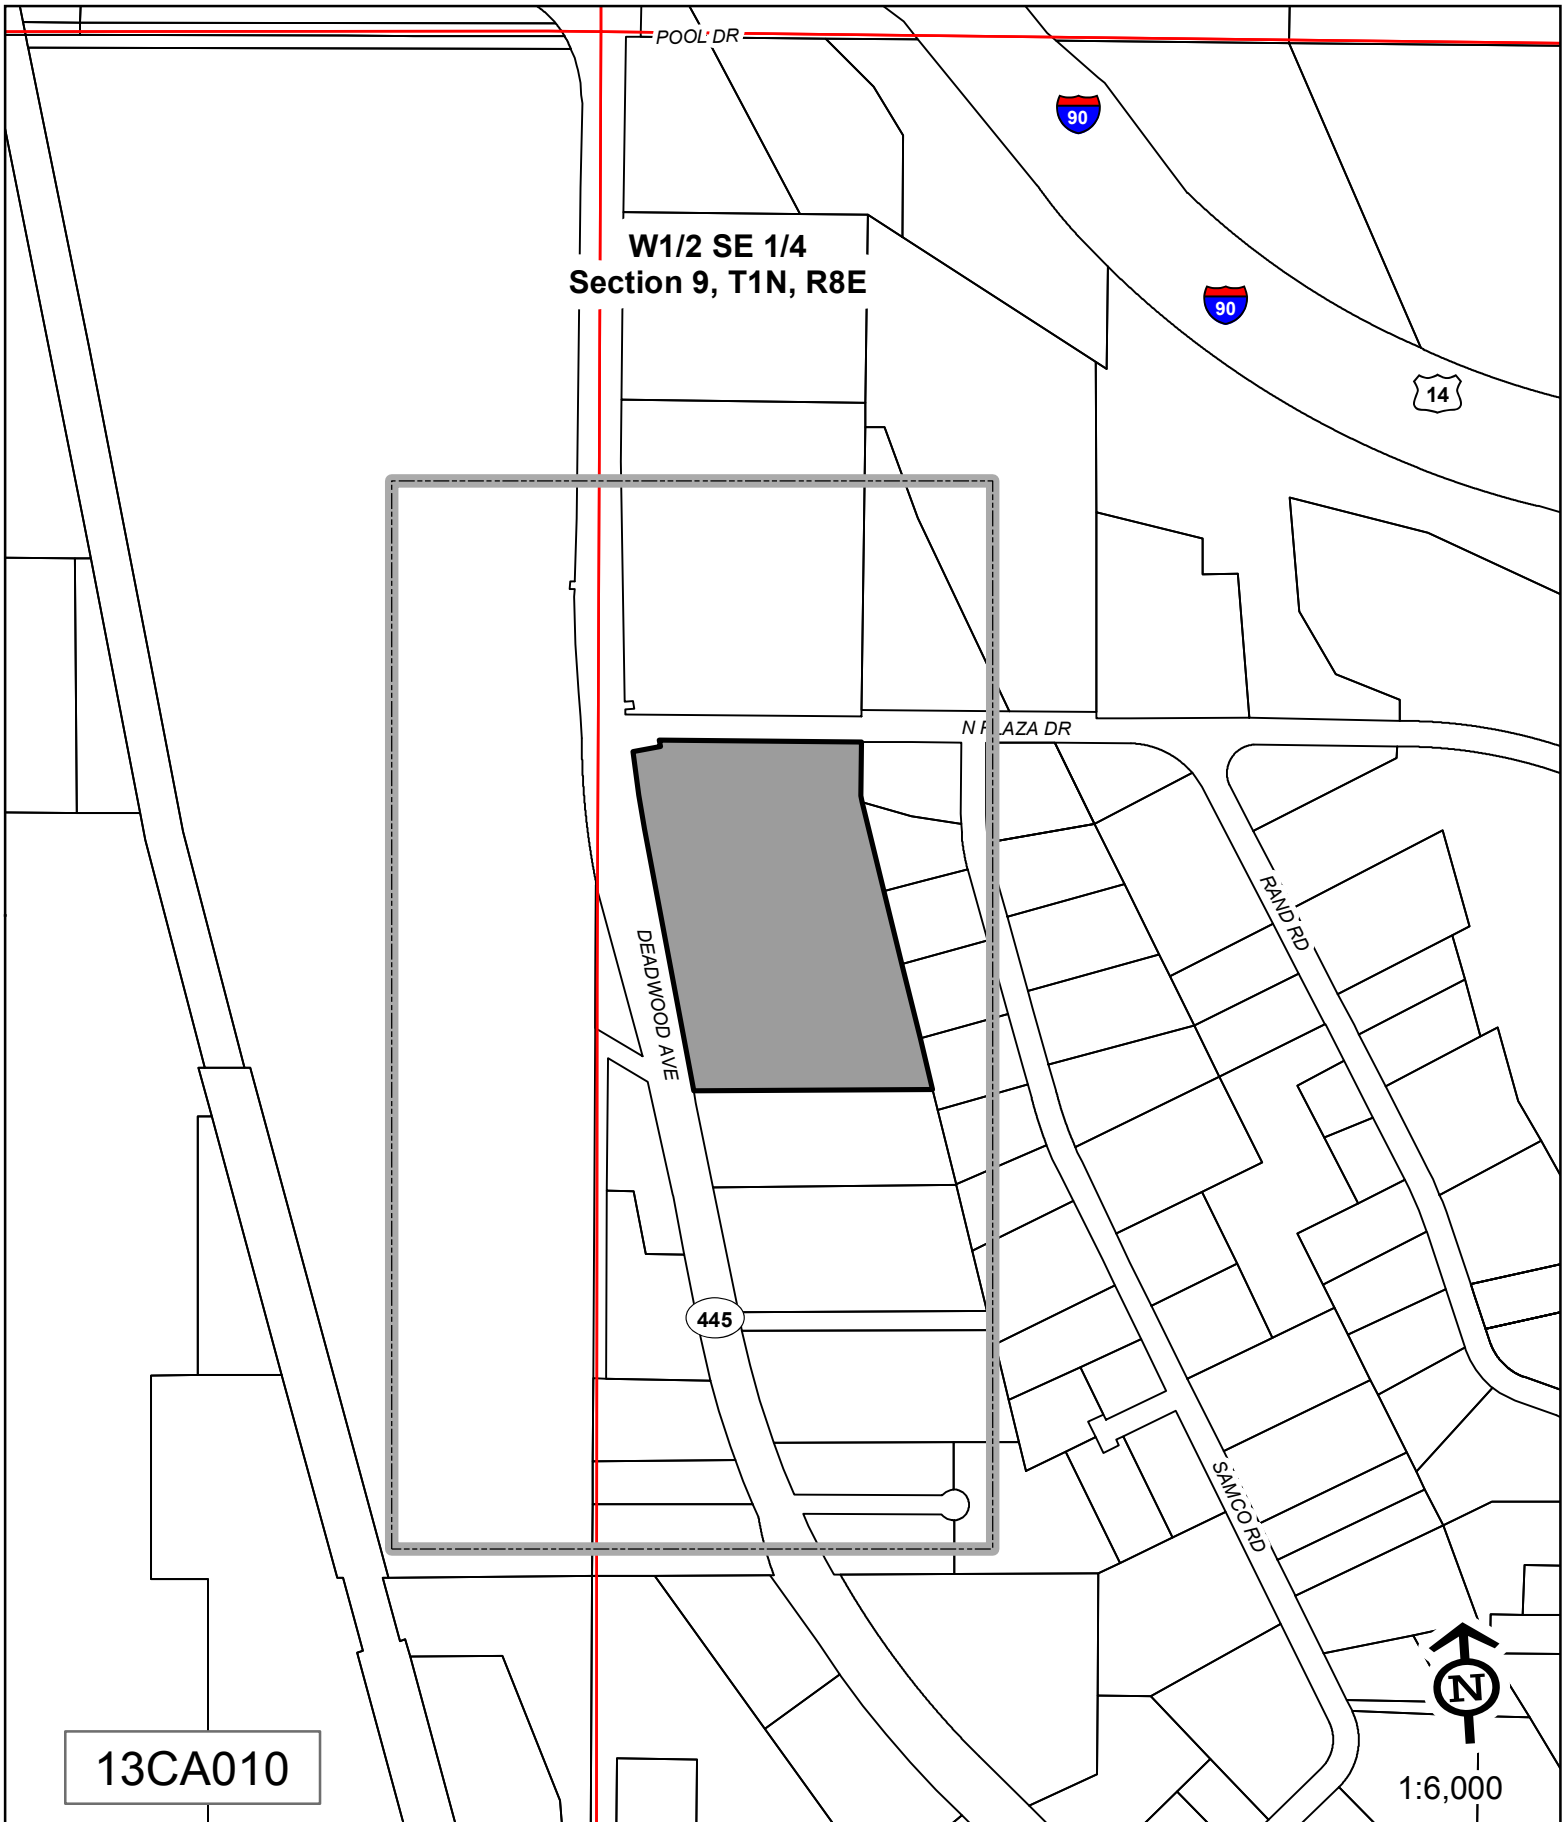 POOL DR
90
W1/2 SE 1/4
Section 9, T1N, R8E
90
14
N PLAZA DR
RAND RD
DEADWOOD AVE
445
SAMCO RD
N
13CA010
1:6,000